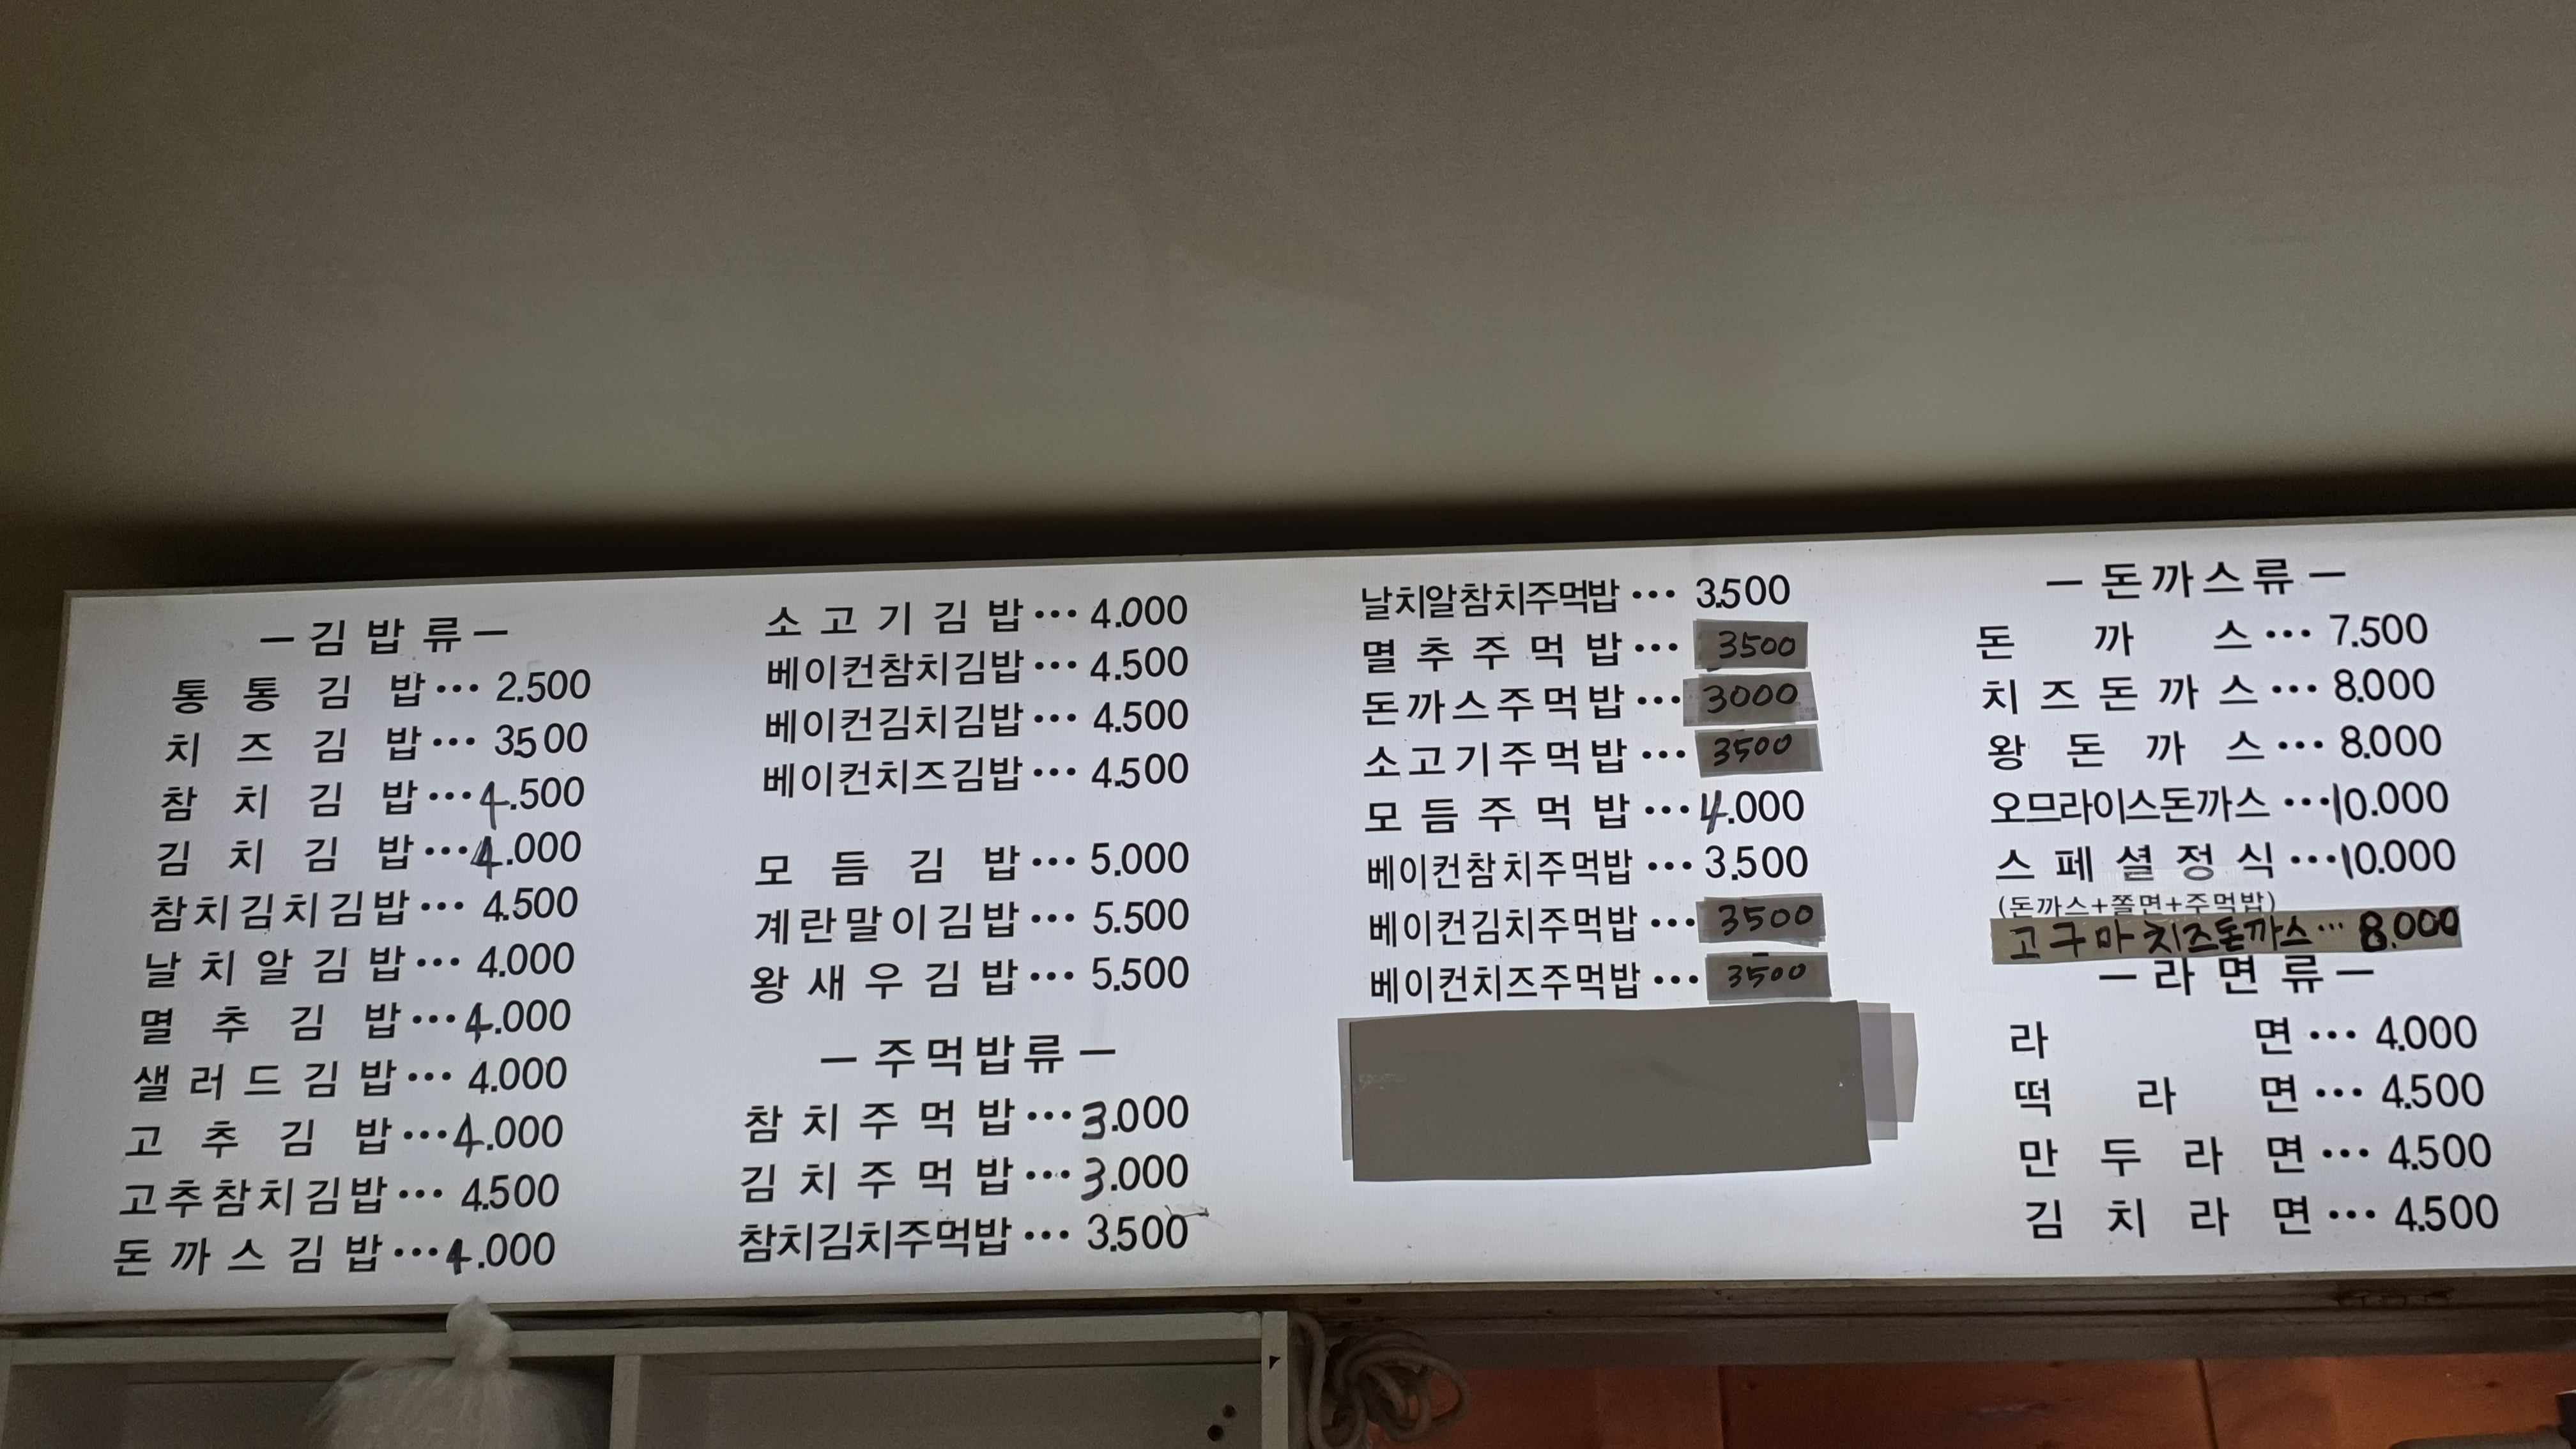 ─ 김밥류 ─
통통김밥 ··· 2.500
치즈김밥 ··· 3.500
참치김밥 ··· 4.500
김치김밥 ··· 4.000
참치김치김밥 ··· 4.500
날치알김밥 ··· 4.000
멸추김밥 ··· 4.000
샐러드김밥 ··· 4.000
고추김밥 ··· 4.000
고추참치김밥 ··· 4.500
돈까스김밥 ··· 4.000
소고기김밥 ··· 4.000
베이컨참치김밥 ··· 4.500
베이컨김치김밥 ··· 4.500
베이컨치즈김밥 ··· 4.500
모듬김밥 ··· 5.000
계란말이김밥 ··· 5.500
왕새우김밥 ··· 5.500
─ 주먹밥류 ─
참치주먹밥 ··· 3.000
김치주먹밥 ··· 3.000
참치김치주먹밥 ··· 3.500
날치알참치주먹밥 ··· 3.500
멸추주먹밥 ··· 3500
돈까스주먹밥 ··· 3000
소고기주먹밥 ··· 3500
모듬주먹밥 ··· 4.000
베이컨참치주먹밥 ··· 3.500
베이컨김치주먹밥 ··· 3500
베이컨치즈주먹밥 ··· 3500
─ 돈까스류 ─
돈까스 ··· 7.500
치즈돈까스 ··· 8.000
왕돈까스 ··· 8.000
오므라이스돈까스 ··· 10.000
스페셜정식 ··· 10.000
(돈까스+쫄면+주먹밥)
고구마치즈돈까스 ··· 8.000
─ 라면류 ─
라면 ··· 4.000
떡라면 ··· 4.500
만두라면 ··· 4.500
김치라면 ··· 4.500